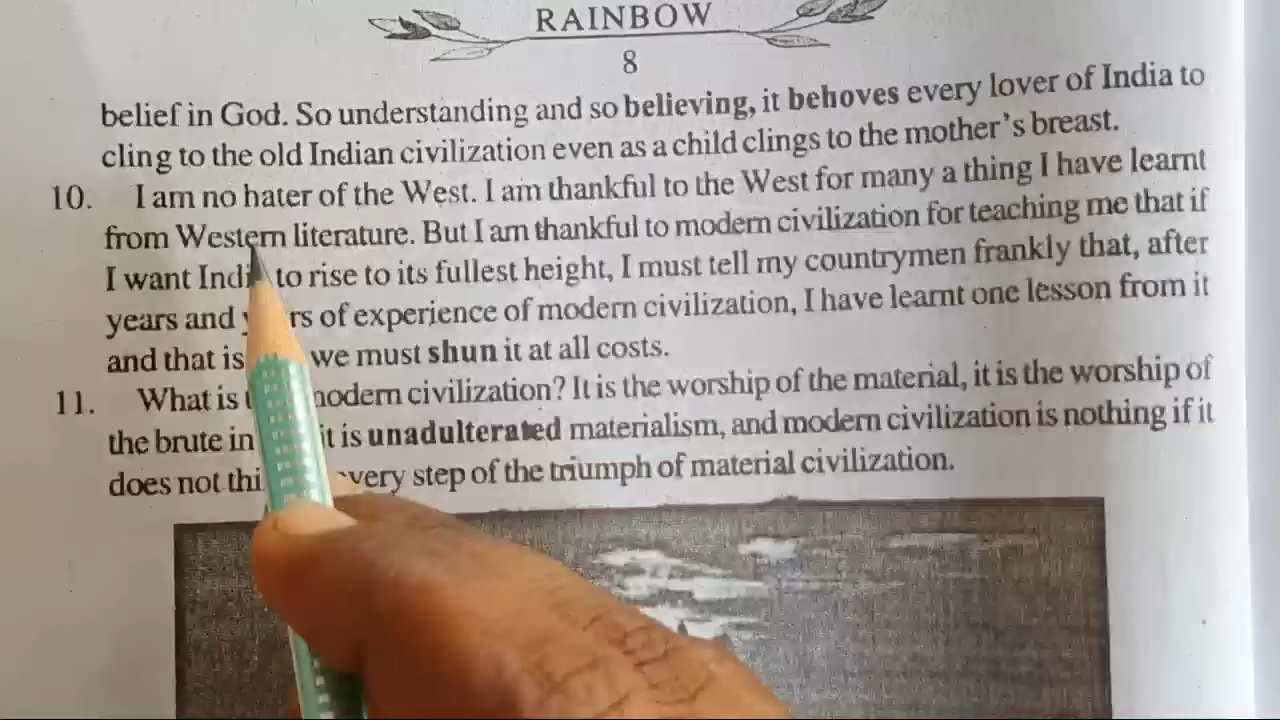 RAINBOW
8
belief in God. So understanding and so believing, it behoves every lover of India to
cling to the old Indian civilization even as a child clings to the mother's breast.
10. I am no hater of the West. I am thankful to the West for many a thing I have learnt
from Western literature. But I am thankful to modern civilization for teaching me that if
I want India to rise to its fullest height, I must tell my countrymen frankly that, after
years and years of experience of modern civilization, I have learnt one lesson from it
and that is we must shun it at all costs.
11. What is modern civilization? It is the worship of the material, it is the worship of
the brute in it is unadulterated materialism, and modern civilization is nothing if it
does not every step of the triumph of material civilization.